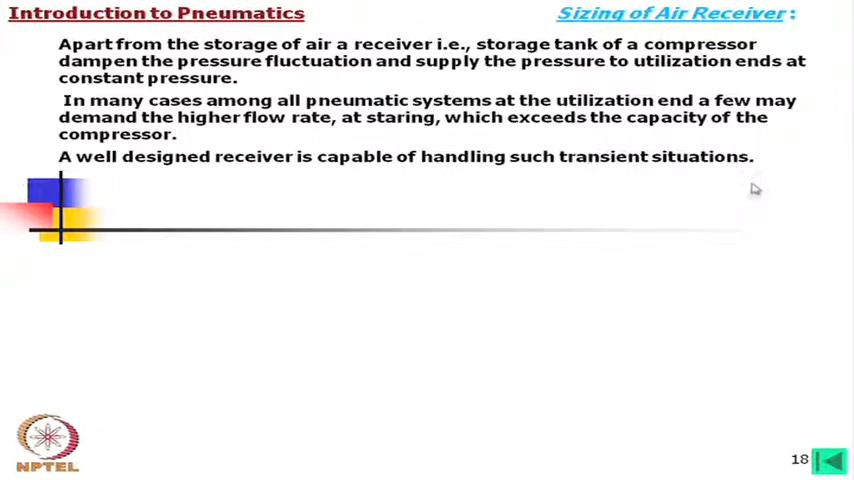 Introduction to Pneumatics
Sizing of Air Receiver :
Apart from the storage of air a receiver i.e., storage tank of a compressor
dampen the pressure fluctuation and supply the pressure to utilization ends at
constant pressure.
In many cases among all pneumatic systems at the utilization end a few may
demand the higher flow rate, at staring, which exceeds the capacity of the
compressor.
A well designed receiver is capable of handling such transient situations.
NPTEL
18